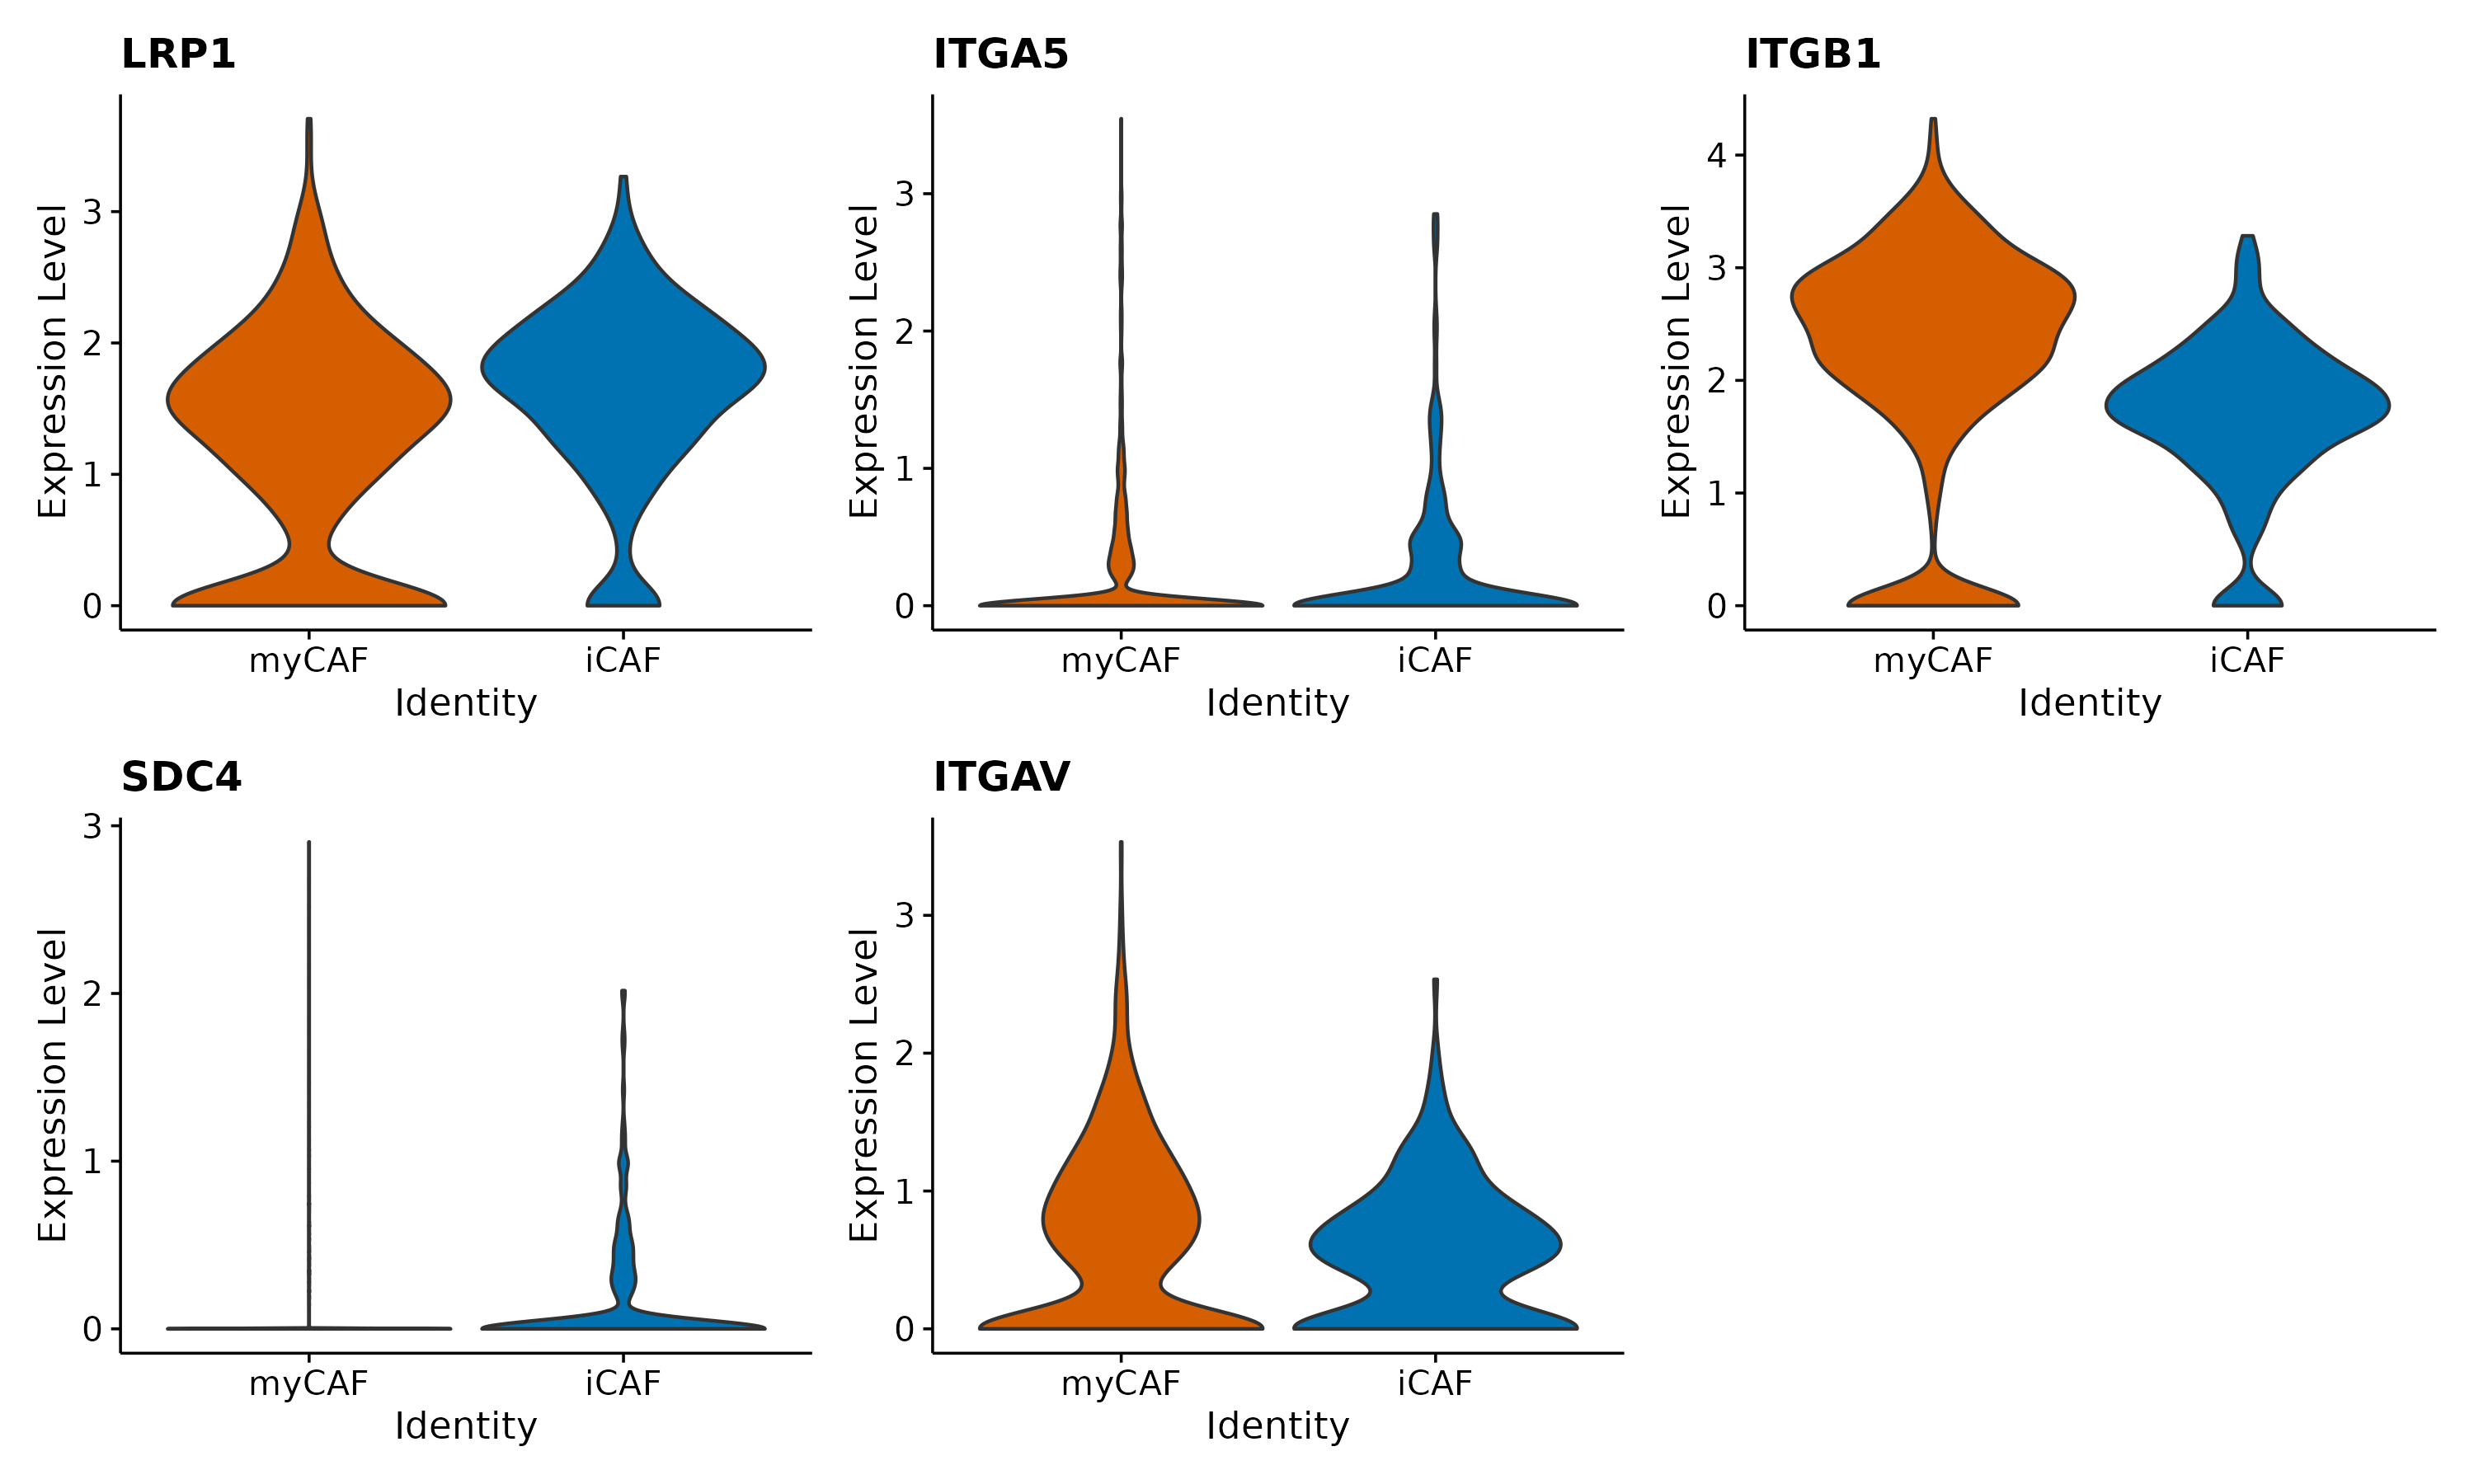 LRP1
Expression Level
3
2
1
0
myCAF iCAF
Identity
ITGA5
Expression Level
3
2
1
0
myCAF iCAF
Identity
ITGB1
Expression Level
4
3
2
1
0
myCAF iCAF
Identity
SDC4
Expression Level
3
2
1
0
myCAF iCAF
Identity
ITGAV
Expression Level
3
2
1
0
myCAF iCAF
Identity